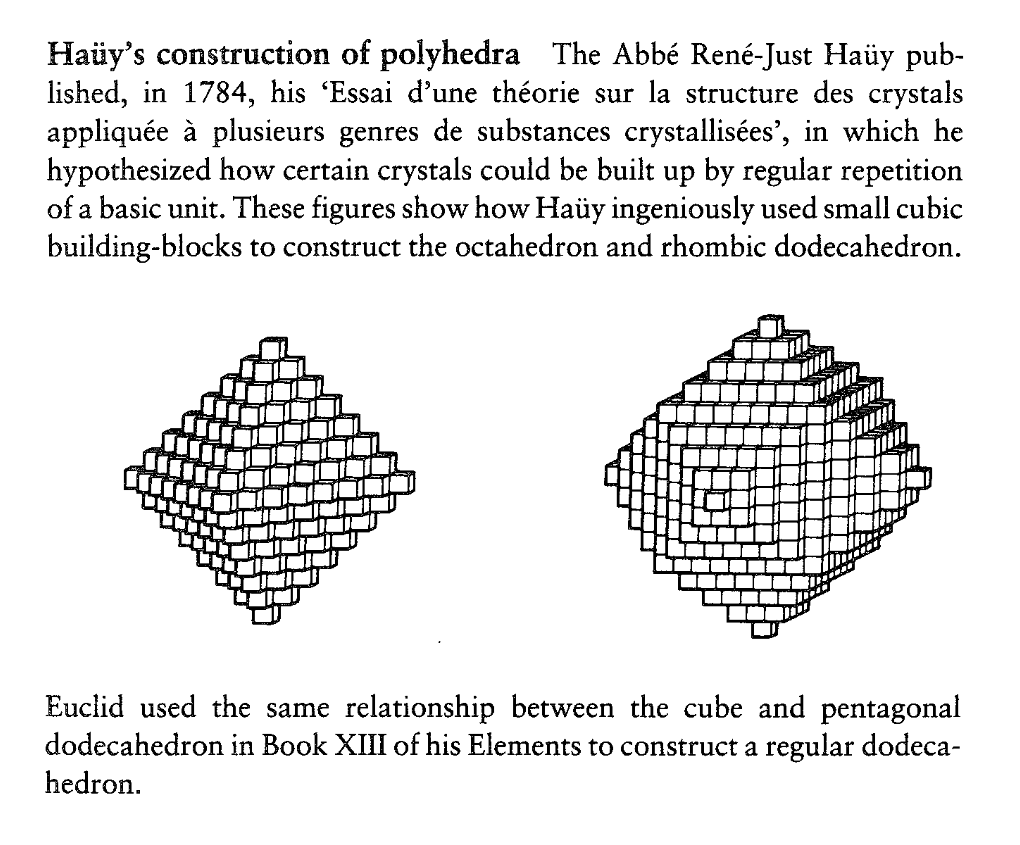 Haüy’s construction of polyhedra The Abbé René-Just Haüy pub-
lished, in 1784, his ‘Essai d’une théorie sur la structure des crystals
appliquée à plusieurs genres de substances crystallisées’, in which he
hypothesized how certain crystals could be built up by regular repetition
of a basic unit. These figures show how Haüy ingeniously used small cubic
building-blocks to construct the octahedron and rhombic dodecahedron.
Euclid used the same relationship between the cube and pentagonal
dodecahedron in Book XIII of his Elements to construct a regular dodeca-
hedron.